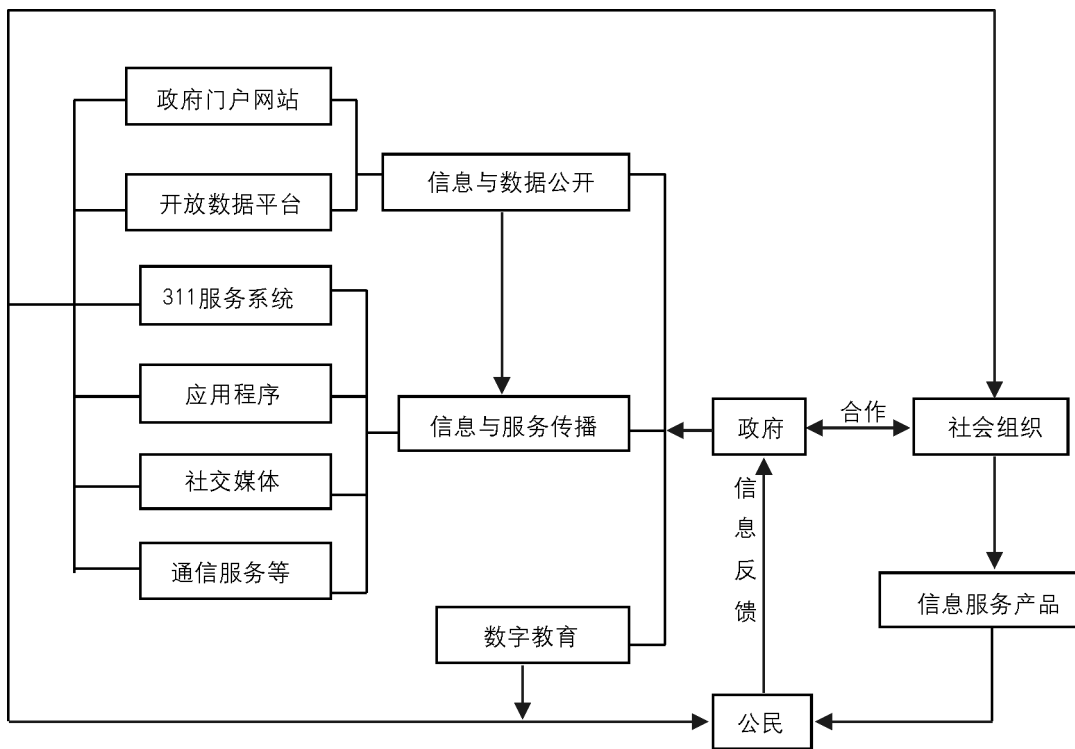 政府门户网站
开放数据平台
信息与数据公开
311服务系统
应用程序
信息与服务传播
政府
合作
社会组织
社交媒体
通信服务等
信息反馈
信息服务产品
数字教育
公民